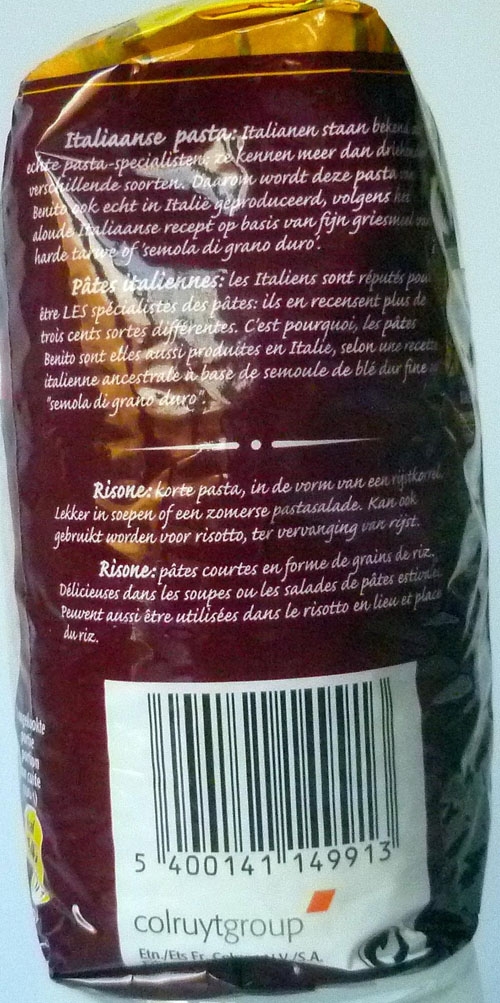 Italiaanse pasta: Italianen staan bekend
echte pasta-specialisten: ze kennen meer dan
verschillende soorten. Daarom wordt deze pasta
Benito ook echt in Italië geproduceerd, volgens het
aloude Italiaanse recept op basis van fijn griesmeel
harde tarwe of 'semola di grano duro'.
Pâtes italiennes: les Italiens sont réputés pour
être LES spécialistes des pâtes: ils en recensent plus de
trois cents sortes différentes. C'est pourquoi, les pâtes
Benito sont elles aussi produites en Italie, selon une recette
italienne ancestrale à base de semoule de blé dur fine
"semola di grano duro".
Risone: korte pasta, in de vorm van een rijstkorrel.
Lekker in soepen of een zomerse pastasalade. Kan ook
gebruikt worden voor risotto, ter vervanging van rijst.
Risone: pâtes courtes en forme de grains de riz.
Délicieuses dans les soupes ou les salades de pâtes
Peuvent aussi être utilisées dans le risotto en lieu et place
du riz.
5 400141 149913
colruytgroup
Etn./Ets Fr. /S.A.